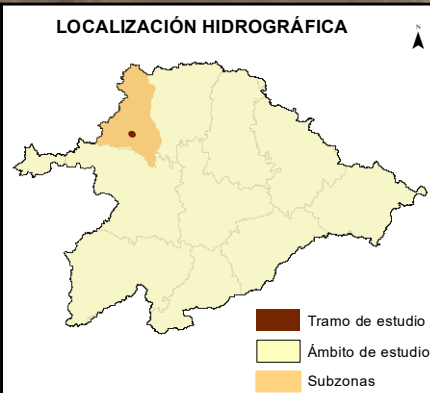 LOCALIZACIÓN HIDROGRÁFICA
N
Tramo de estudio
Ámbito de estudio
Subzonas